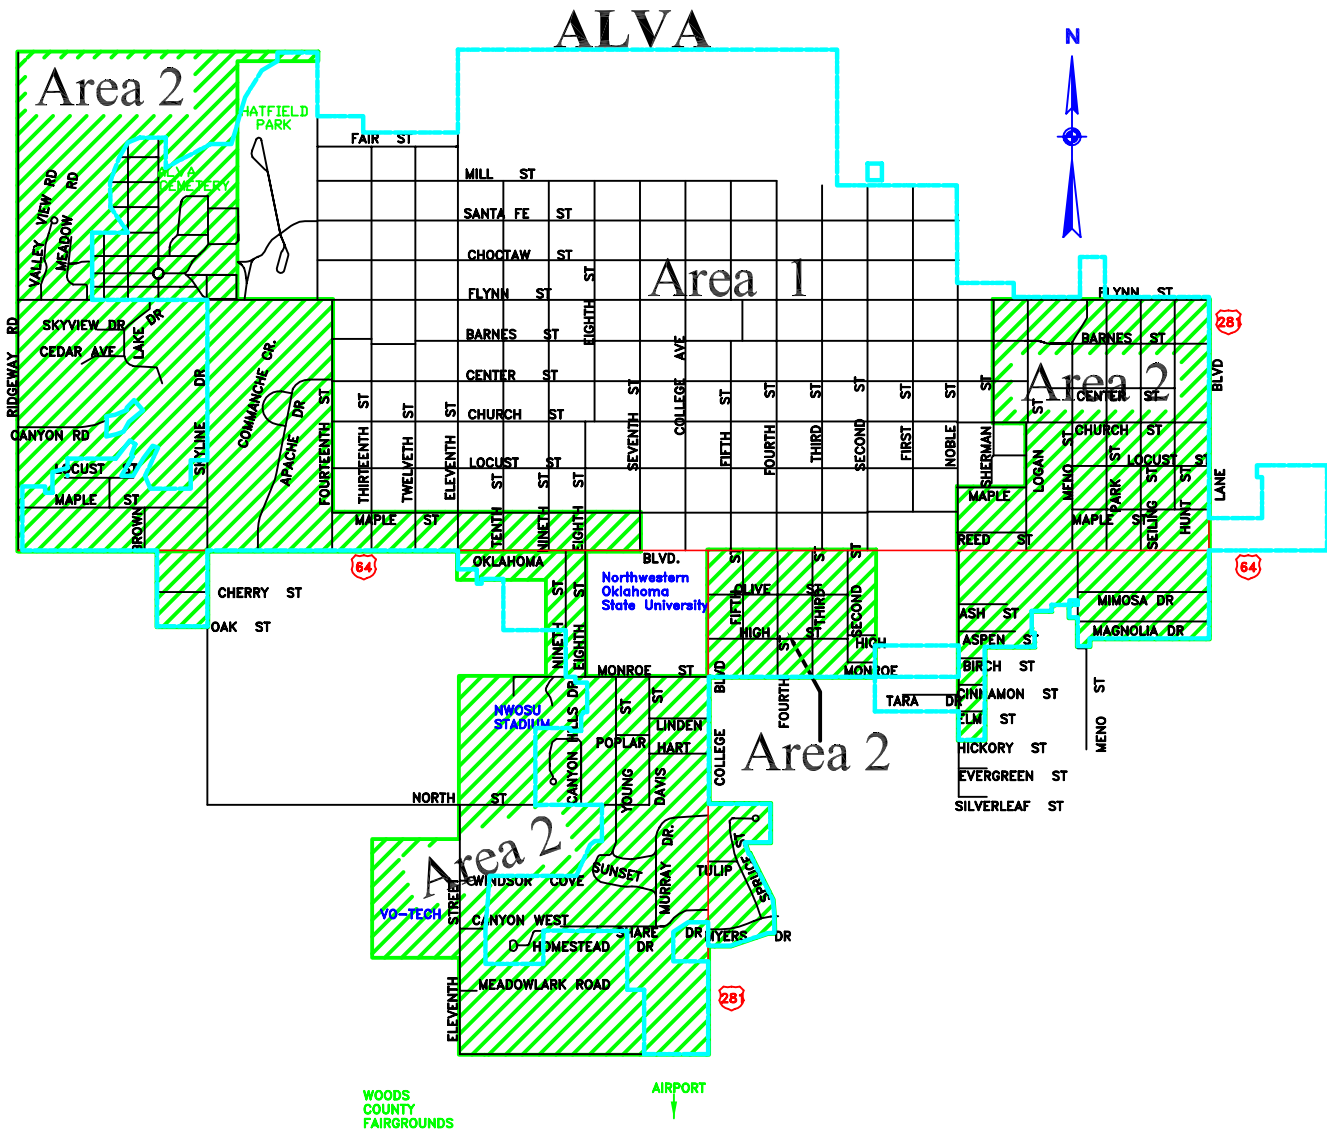 ALVA
N
Area 2
HATFIELD
PARK
FAIR ST
MILL ST
ALVA
CEMETERY
SANTA FE ST
VALLEY VIEW RD
MEADOW RD
CHOCTAW ST
EIGHTH ST
Area 1
FLYNN ST
FLYNN ST
281
SKYVIEW DR
LAKE DR
BARNES ST
BARNES ST
CEDAR AVE
RIDGEWAY RD
COMMANCHE CR.
COLLEGE AVE
CENTER ST
Area 2
CENTER ST
BLVD
SKYLINE DR
APACHE DR
FOURTEENTH ST
THIRTEENTH ST
TWELVETH ST
ELEVENTH ST
CHURCH ST
SEVENTH ST
FIFTH ST
FOURTH ST
THIRD ST
SECOND ST
FIRST ST
NOBLE ST
SHERMAN ST
LOGAN ST
MENO ST
CHURCH ST
CANYON RD
LOCUST ST
LOCUST ST
LOCUST ST
PARK ST
SEILING ST
HUNT ST
LANE
MAPLE ST
BROWN
MAPLE ST
TENTH ST
NINETH ST
EIGHTH ST
MAPLE
MAPLE ST
REED ST
64
OKLAHOMA
BLVD.
64
Northwestern
Oklahoma
State University
CHERRY ST
OAK ST
NINETH ST
EIGHTH ST
FIFTH ST
OLIVE ST
THIRD ST
SECOND ST
HIGH ST
HIGH
ASH ST
ASPEN ST
MIMOSA DR
MAGNOLIA DR
MONROE ST
MONROE
BIRCH ST
BLVD
FOURTH ST
TARA DR
CINNAMON ST
ELM ST
MENO ST
NWOSU
STADIUM
CANYON HILLS DR
POPLAR
YOUNG ST
DAVIS ST
LINDEN
HART
COLLEGE
Area 2
HICKORY ST
EVERGREEN ST
SILVERLEAF ST
NORTH ST
Area 2
SUNSET
MURRAY DR.
TULIP
SPRUCE ST
WINDSOR COVE
STREET
VO-TECH
CANYON WEST
SHARE DR
MYERS DR
HOMESTEAD DR
MEADOWLARK ROAD
ELEVENTH
281
WOODS
COUNTY
FAIRGROUNDS
AIRPORT